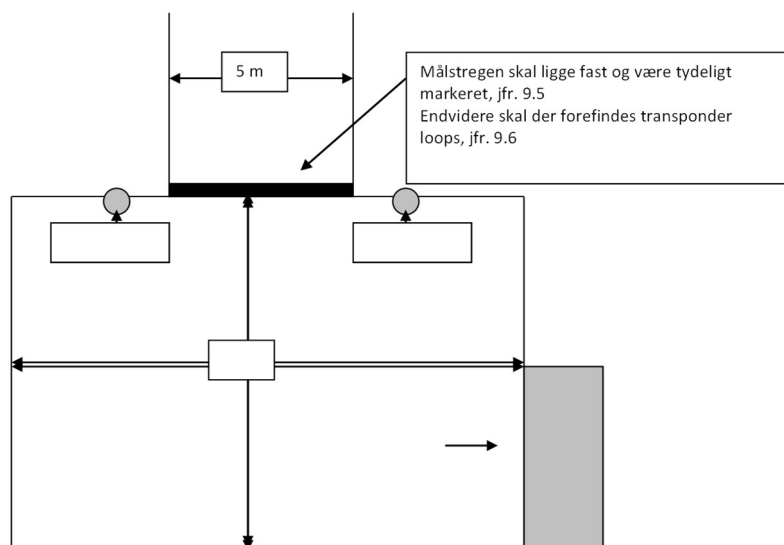 5 m
Målstregen skal ligge fast og være tydeligt
markeret, jfr. 9.5
Endvidere skal der forefindes transponder
loops, jfr. 9.6